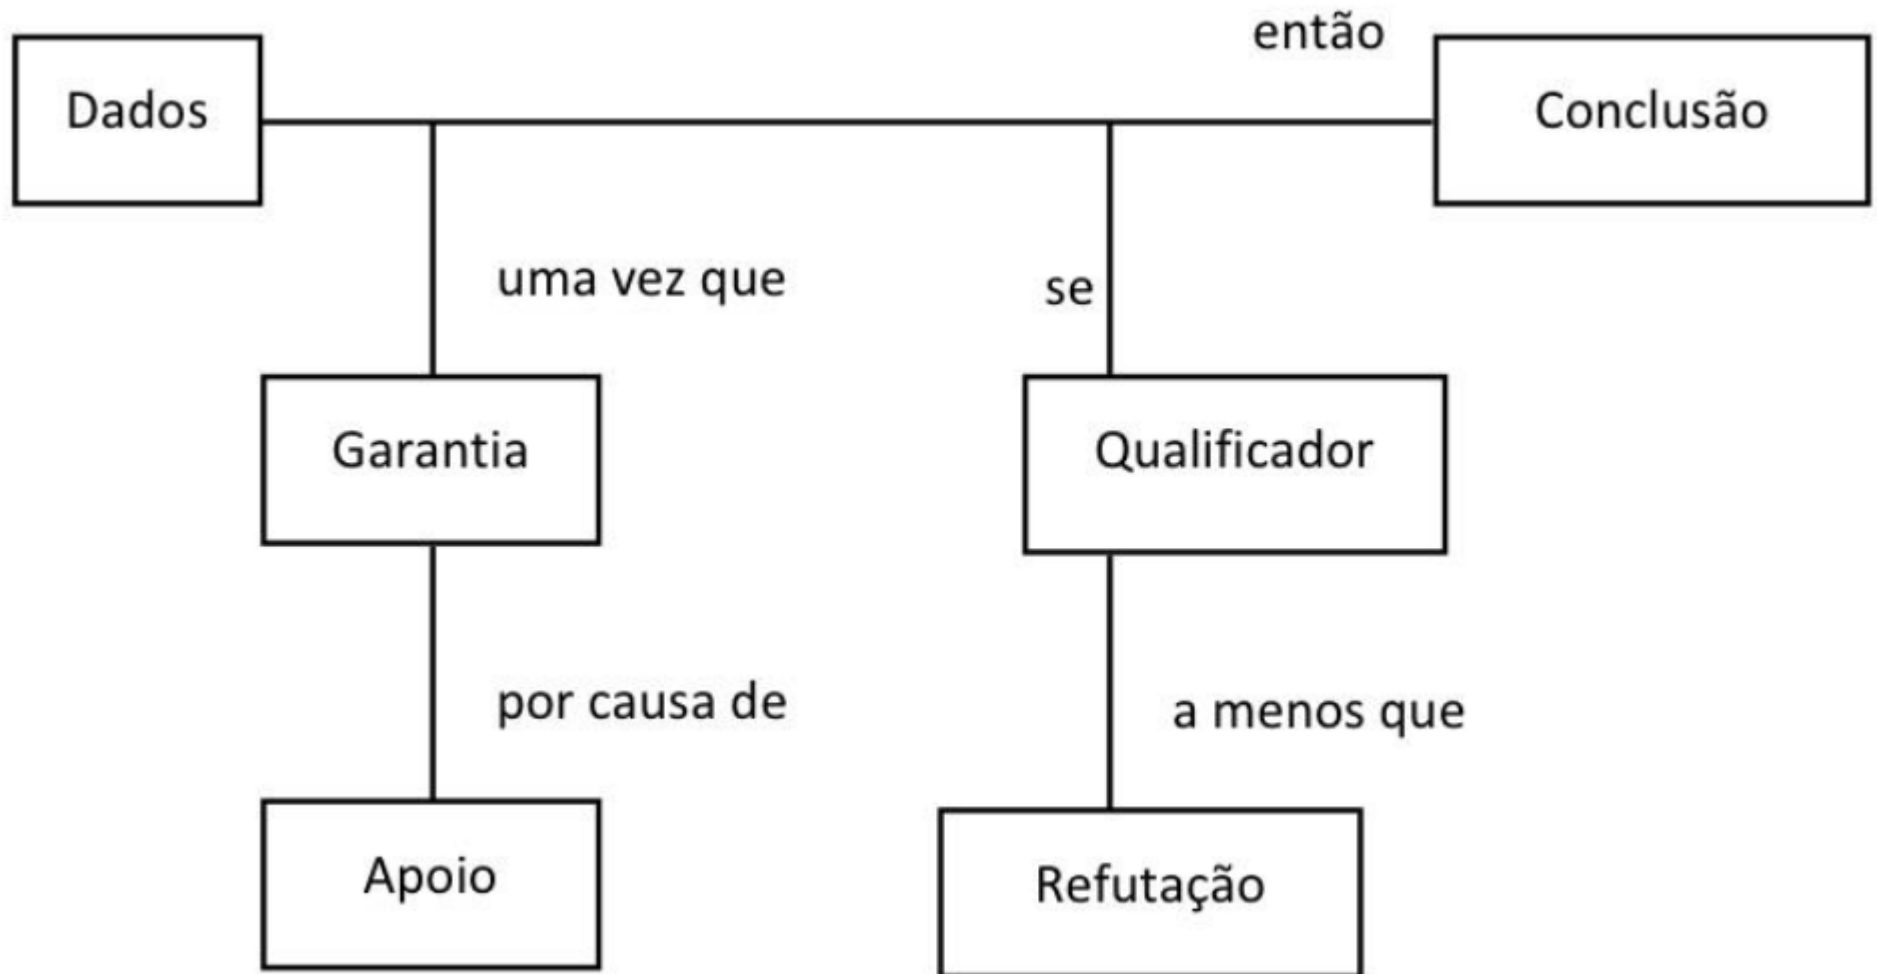 então
Dados
Conclusão
uma vez que
se
Garantia
Qualificador
por causa de
a menos que
Apoio
Refutação